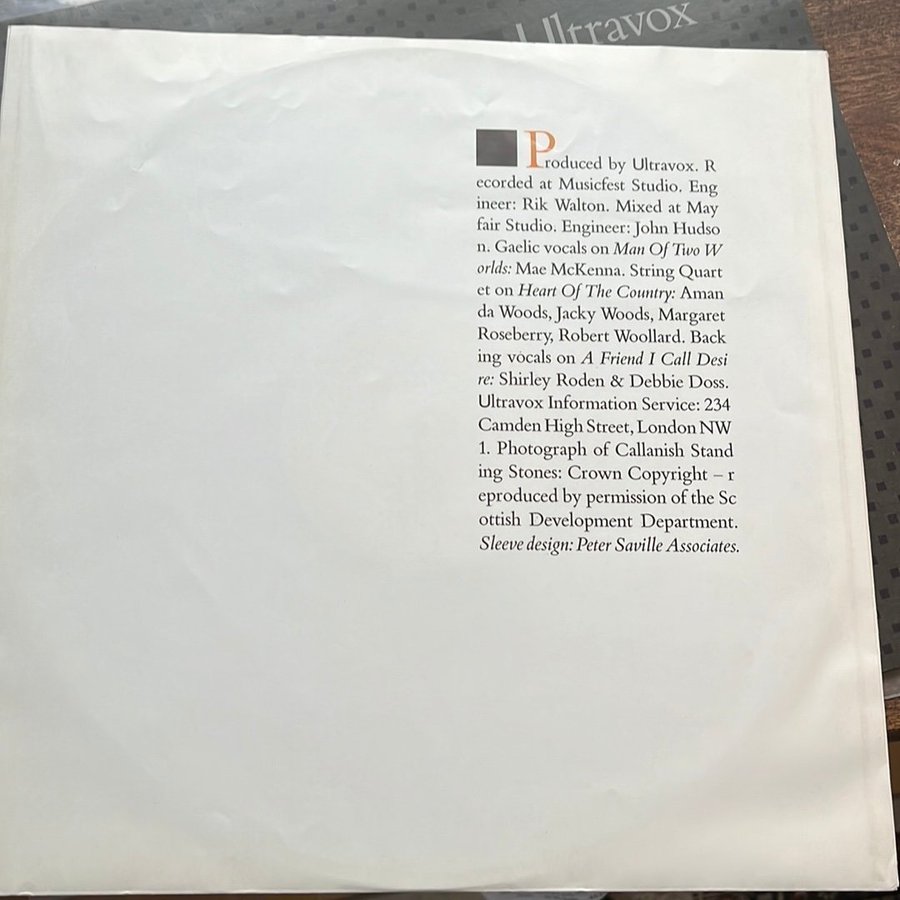 Ultravox
Produced by Ultravox. R
ecorded at Musicfest Studio. Eng
ineer: Rik Walton. Mixed at May
fair Studio. Engineer: John Hudso
n. Gaelic vocals on Man Of Two W
orlds: Mae McKenna. String Quart
et on Heart Of The Country: Aman
da Woods, Jacky Woods, Margaret
Roseberry, Robert Woollard. Back
ing vocals on A Friend I Call Desi
re: Shirley Roden & Debbie Doss.
Ultravox Information Service: 234
Camden High Street, London NW
1. Photograph of Callanish Stand
ing Stones: Crown Copyright – r
eproduced by permission of the Sc
ottish Development Department.
Sleeve design: Peter Saville Associates.